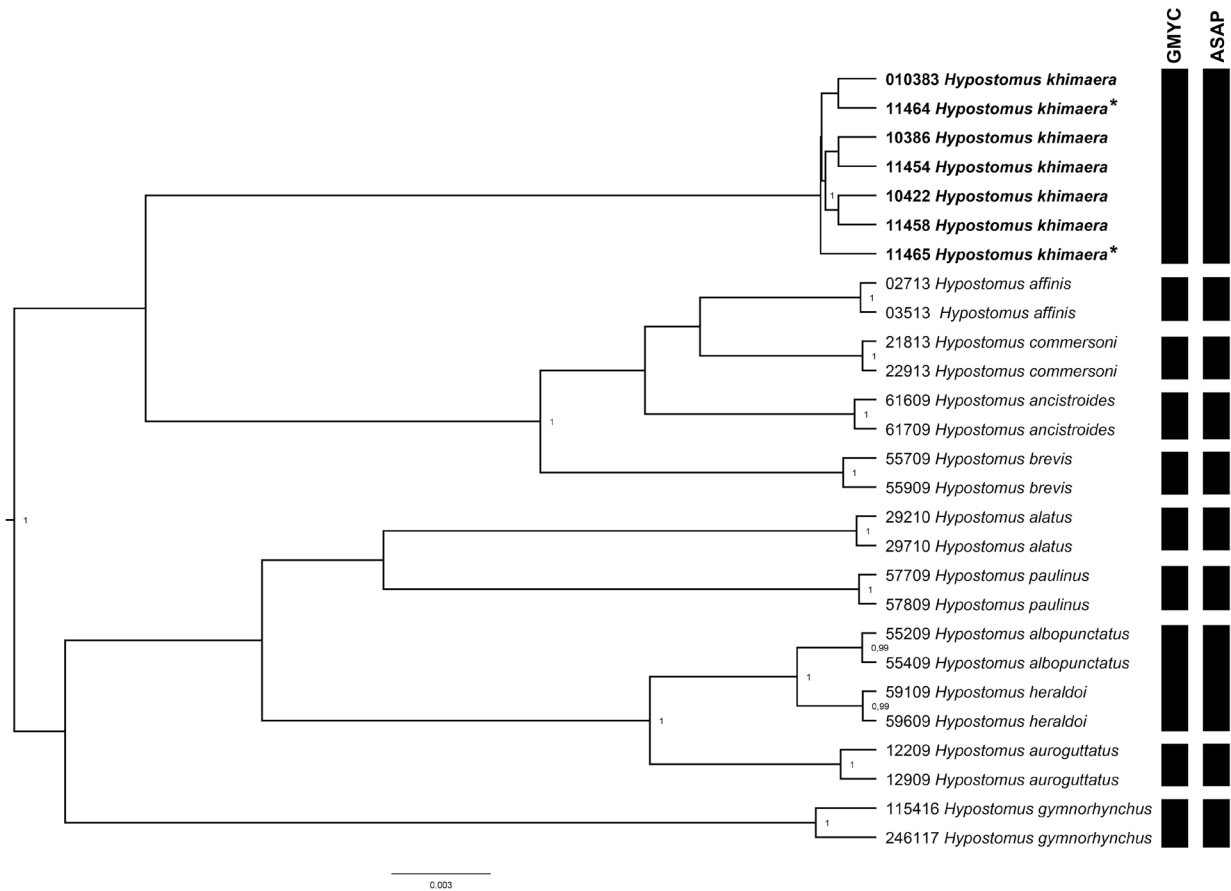 GMYC
ASAP
010383 Hypostomus khimaera
11464 Hypostomus khimaera*
10386 Hypostomus khimaera
11454 Hypostomus khimaera
1
10422 Hypostomus khimaera
11458 Hypostomus khimaera
11465 Hypostomus khimaera*
02713 Hypostomus affinis
1
03513 Hypostomus affinis
21813 Hypostomus commersoni
1
22913 Hypostomus commersoni
61609 Hypostomus ancistroides
1
61709 Hypostomus ancistroides
1
55709 Hypostomus brevis
1
55909 Hypostomus brevis
1
29210 Hypostomus alatus
1
29710 Hypostomus alatus
57709 Hypostomus paulinus
1
57809 Hypostomus paulinus
55209 Hypostomus albopunctatus
0,99
55409 Hypostomus albopunctatus
1
59109 Hypostomus heraldoi
0,99
59609 Hypostomus heraldoi
1
12209 Hypostomus auroguttatus
1
12909 Hypostomus auroguttatus
115416 Hypostomus gymnorhynchus
1
246117 Hypostomus gymnorhynchus
0.003